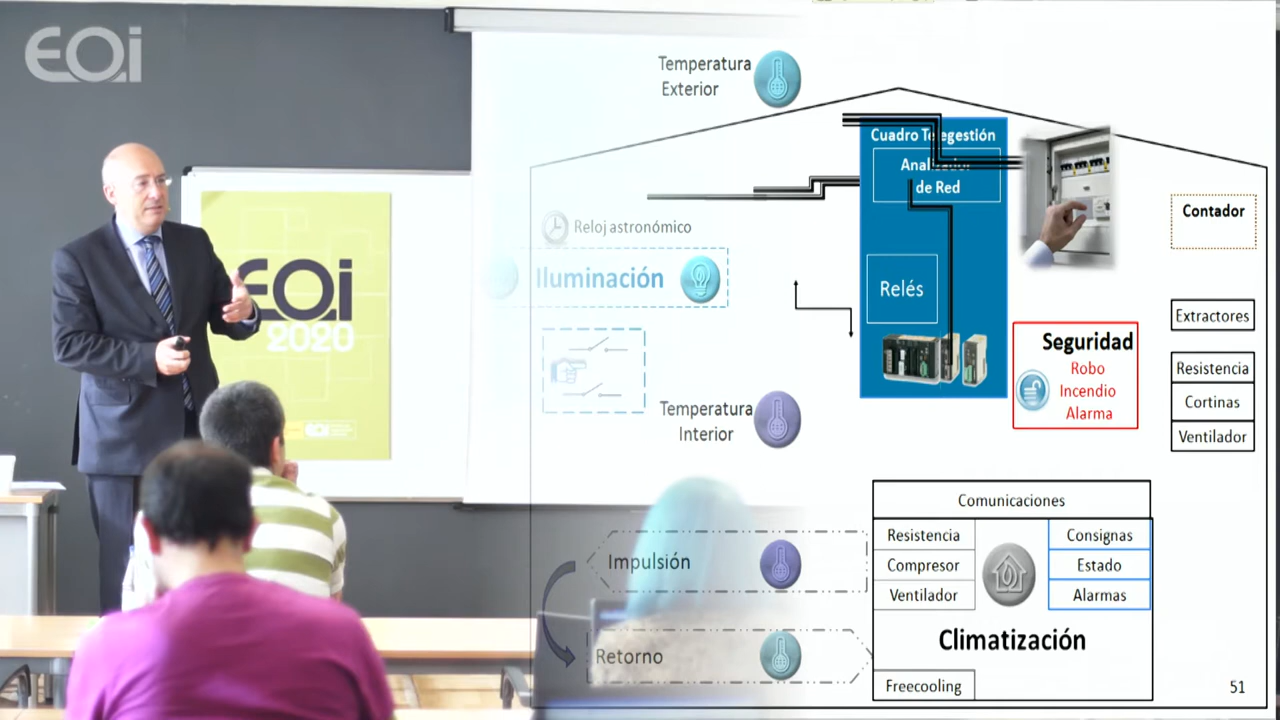 EOi
Temperatura
Exterior
Cuadro Telegestión
Analizador
de Red
Contador
Reloj astronómico
EOi
2020
Iluminación
Relés
Extractores
Seguridad
Robo
Incendio
Alarma
Resistencia
Cortinas
Ventilador
Temperatura
Interior
EOi
Comunicaciones
Resistencia
Compresor
Ventilador
Consignas
Estado
Alarmas
Impulsión
Climatización
Retorno
Freecooling
51